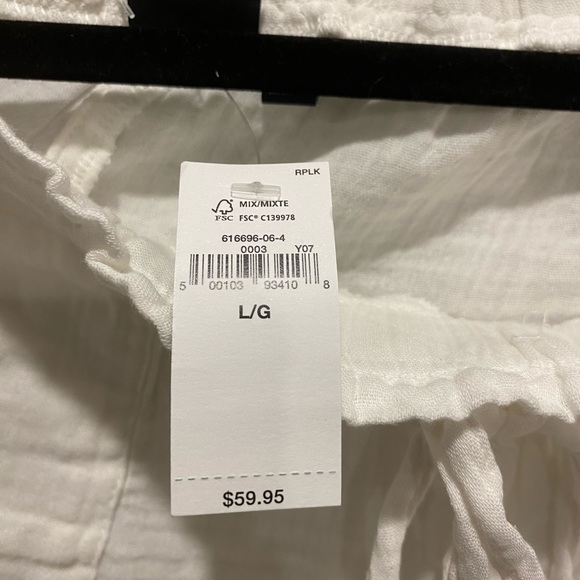 RPLK
FSC
MIX/MIXTE
FSC® C139978
616696-06-4
0003 Y07
5 00103 93410 8
L/G
$59.95